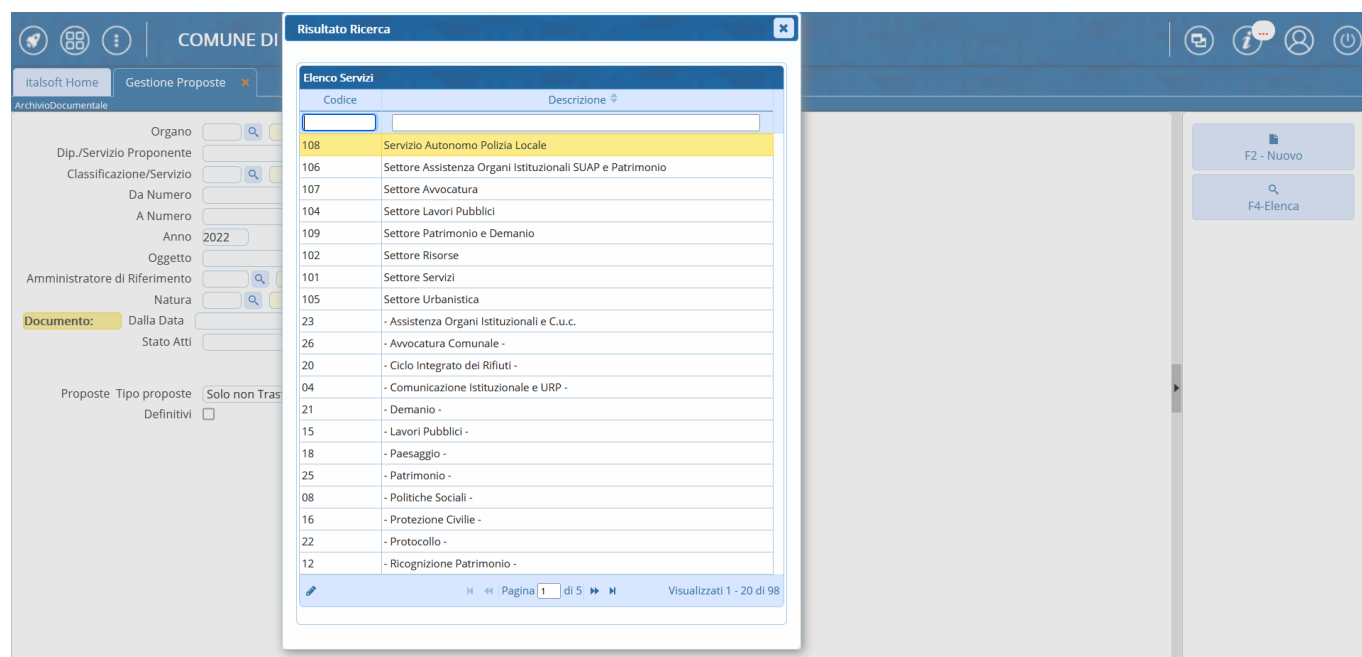 COMUNE DI
...
italsoft Home
Gestione Proposte ×
ArchivioDocumentale
Organo
Dip./Servizio Proponente
Classificazione/Servizio
Da Numero
A Numero
Anno 2022
Oggetto
Amministratore di Riferimento
Natura
Documento: Dalla Data
Stato Atti
Proposte Tipo proposte Solo non Tras
Definitivi
Risultato Ricerca
Elenco Servizi
Codice Descrizione
108 Servizio Autonomo Polizia Locale
106 Settore Assistenza Organi Istituzionali SUAP e Patrimonio
107 Settore Avvocatura
104 Settore Lavori Pubblici
109 Settore Patrimonio e Demanio
102 Settore Risorse
101 Settore Servizi
105 Settore Urbanistica
23 - Assistenza Organi Istituzionali e C.u.c.
26 - Avvocatura Comunale -
20 - Ciclo Integrato dei Rifiuti -
04 - Comunicazione Istituzionale e URP -
21 - Demanio -
15 - Lavori Pubblici -
18 - Paesaggio -
25 - Patrimonio -
08 - Politiche Sociali -
16 - Protezione Civilie -
22 - Protocollo -
12 - Ricognizione Patrimonio -
Pagina 1 di 5 Visualizzati 1 - 20 di 98
F2 - Nuovo
F4-Elenca